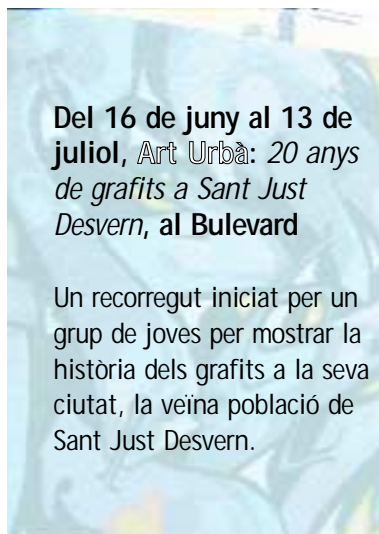 Del 16 de juny al 13 de
juliol, Art Urbà: 20 anys
de grafits a Sant Just
Desvern, al Bulevard
Un recorregut iniciat per un
grup de joves per mostrar la
història dels grafits a la seva
ciutat, la veïna població de
Sant Just Desvern.